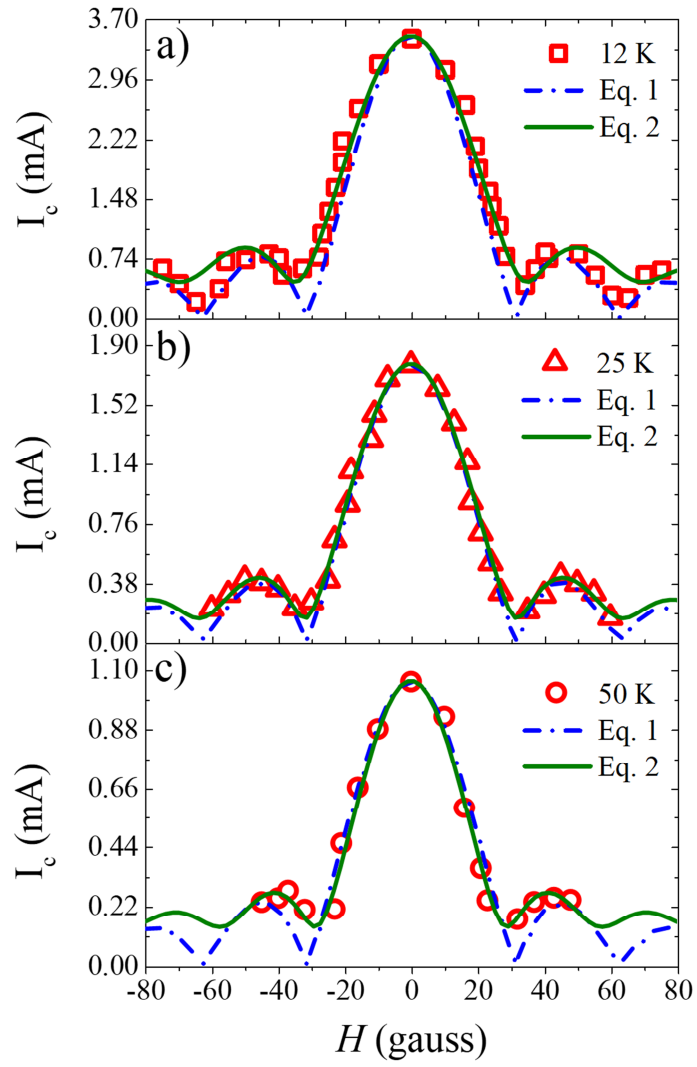 a)
3.70
2.96
2.22
1.48
0.74
0.00
I_c (mA)
12 K
Eq. 1
Eq. 2
b)
1.90
1.52
1.14
0.76
0.38
0.00
I_c (mA)
25 K
Eq. 1
Eq. 2
c)
1.10
0.88
0.66
0.44
0.22
0.00
I_c (mA)
50 K
Eq. 1
Eq. 2
-80 -60 -40 -20 0 20 40 60 80
H (gauss)